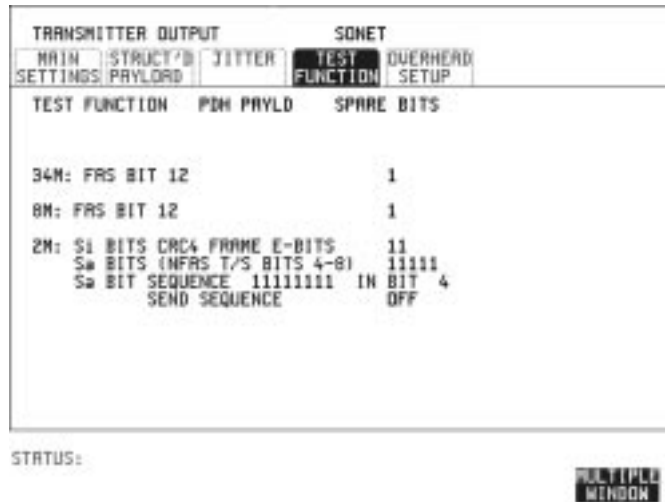 TRANSMITTER OUTPUT SONET
MAIN SETTINGS STRUCT'D PAYLOAD JITTER TEST FUNCTION OVERHEAD SETUP
TEST FUNCTION PDH PAYLD SPARE BITS
34M: FAS BIT 12 1
8M: FAS BIT 12 1
2M: Si BITS CRC4 FRAME E-BITS 11
Sa BITS (NFAS T/S BITS 4-8) 11111
Sa BIT SEQUENCE 11111111 IN BIT 4
SEND SEQUENCE OFF
STATUS:
MULTIPLE
WINDOW